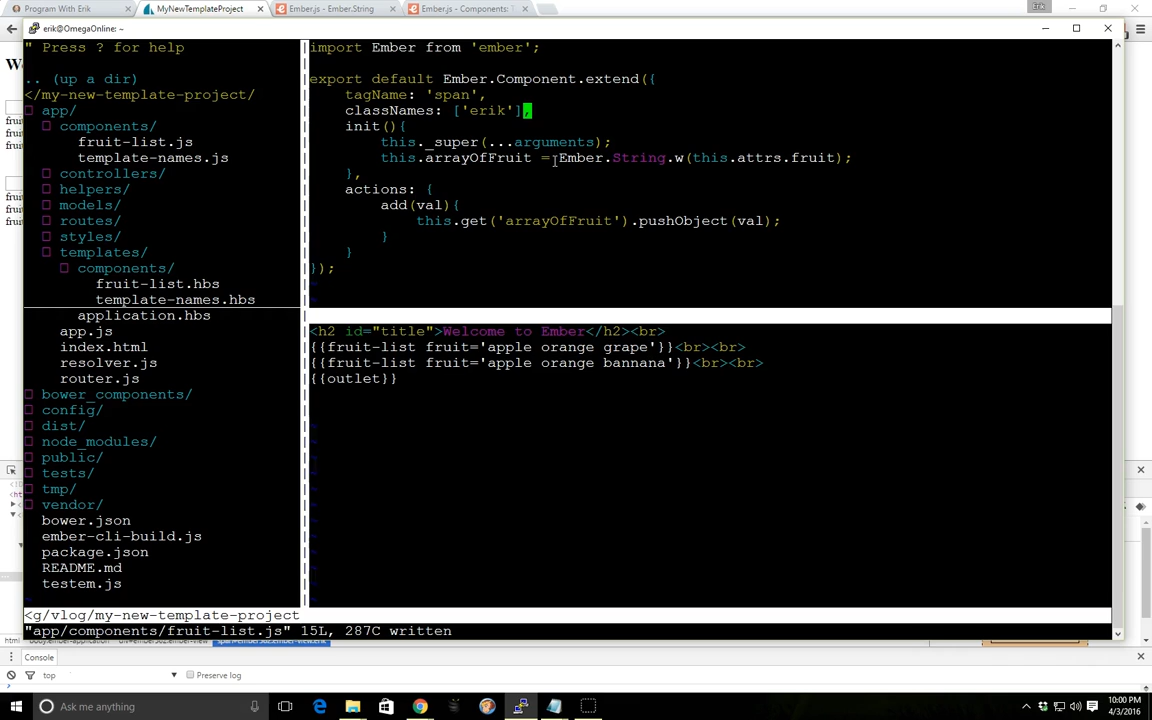 Program With Erik
MyNewTemplateProject
Ember.js - Ember.String
Ember.js - Components:
Erik
erik@OmegaOnline: ~
" Press ? for help
.. (up a dir)
</my-new-template-project/
app/
components/
fruit-list.js
template-names.js
controllers/
helpers/
models/
routes/
styles/
templates/
components/
fruit-list.hbs
template-names.hbs
application.hbs
app.js
index.html
resolver.js
router.js
bower_components/
config/
dist/
node_modules/
public/
tests/
tmp/
vendor/
bower.json
ember-cli-build.js
package.json
README.md
testem.js
<g/vlog/my-new-template-project
import Ember from 'ember';
export default Ember.Component.extend({
tagName: 'span',
classNames: ['erik'],
init(){
this._super(...arguments);
this.arrayOfFruit = Ember.String.w(this.attrs.fruit);
},
actions: {
add(val){
this.get('arrayOfFruit').pushObject(val);
}
}
});
~
~
<h2 id="title">Welcome to Ember</h2><br>
{{fruit-list fruit='apple orange grape'}}<br><br>
{{fruit-list fruit='apple orange bannana'}}<br><br>
{{outlet}}
"app/components/fruit-list.js" 15L, 287C written
Console
top
Preserve log
Ask me anything
10:00 PM
4/3/2016